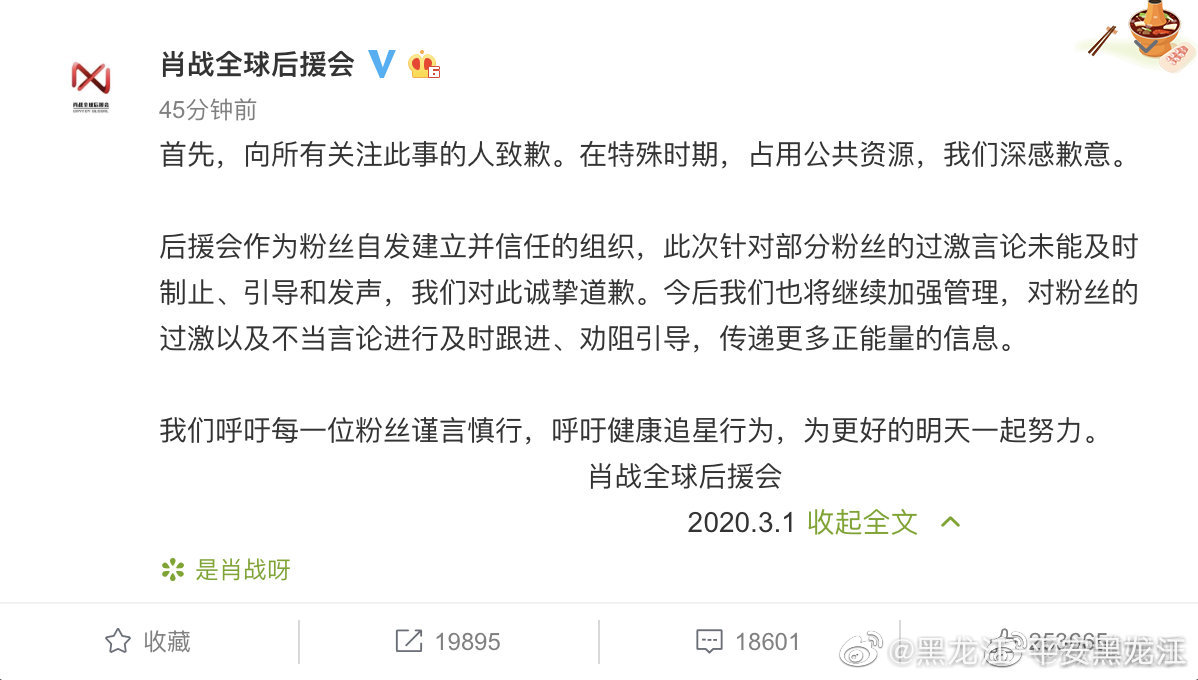 肖战全球后援会
肖战全球后援会
45分钟前
首先，向所有关注此事的人致歉。在特殊时期，占用公共资源，我们深感歉意。
后援会作为粉丝自发建立并信任的组织，此次针对部分粉丝的过激言论未能及时
制止、引导和发声，我们对此诚挚道歉。今后我们也将继续加强管理，对粉丝的
过激以及不当言论进行及时跟进、劝阻引导，传递更多正能量的信息。
我们呼吁每一位粉丝谨言慎行，呼吁健康追星行为，为更好的明天一起努力。
肖战全球后援会
2020.3.1 收起全文
是肖战呀
收藏
19895
18601
@黑龙江
平安黑龙江